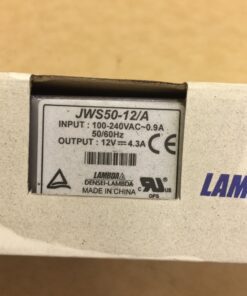 JWS50-12/A
INPUT : 100-240VAC~0.9A
50/60Hz
OUTPUT : 12V⎓4.3A
LAMBDA
DENSEI-LAMBDA
MADE IN CHINA
OPS
LAM